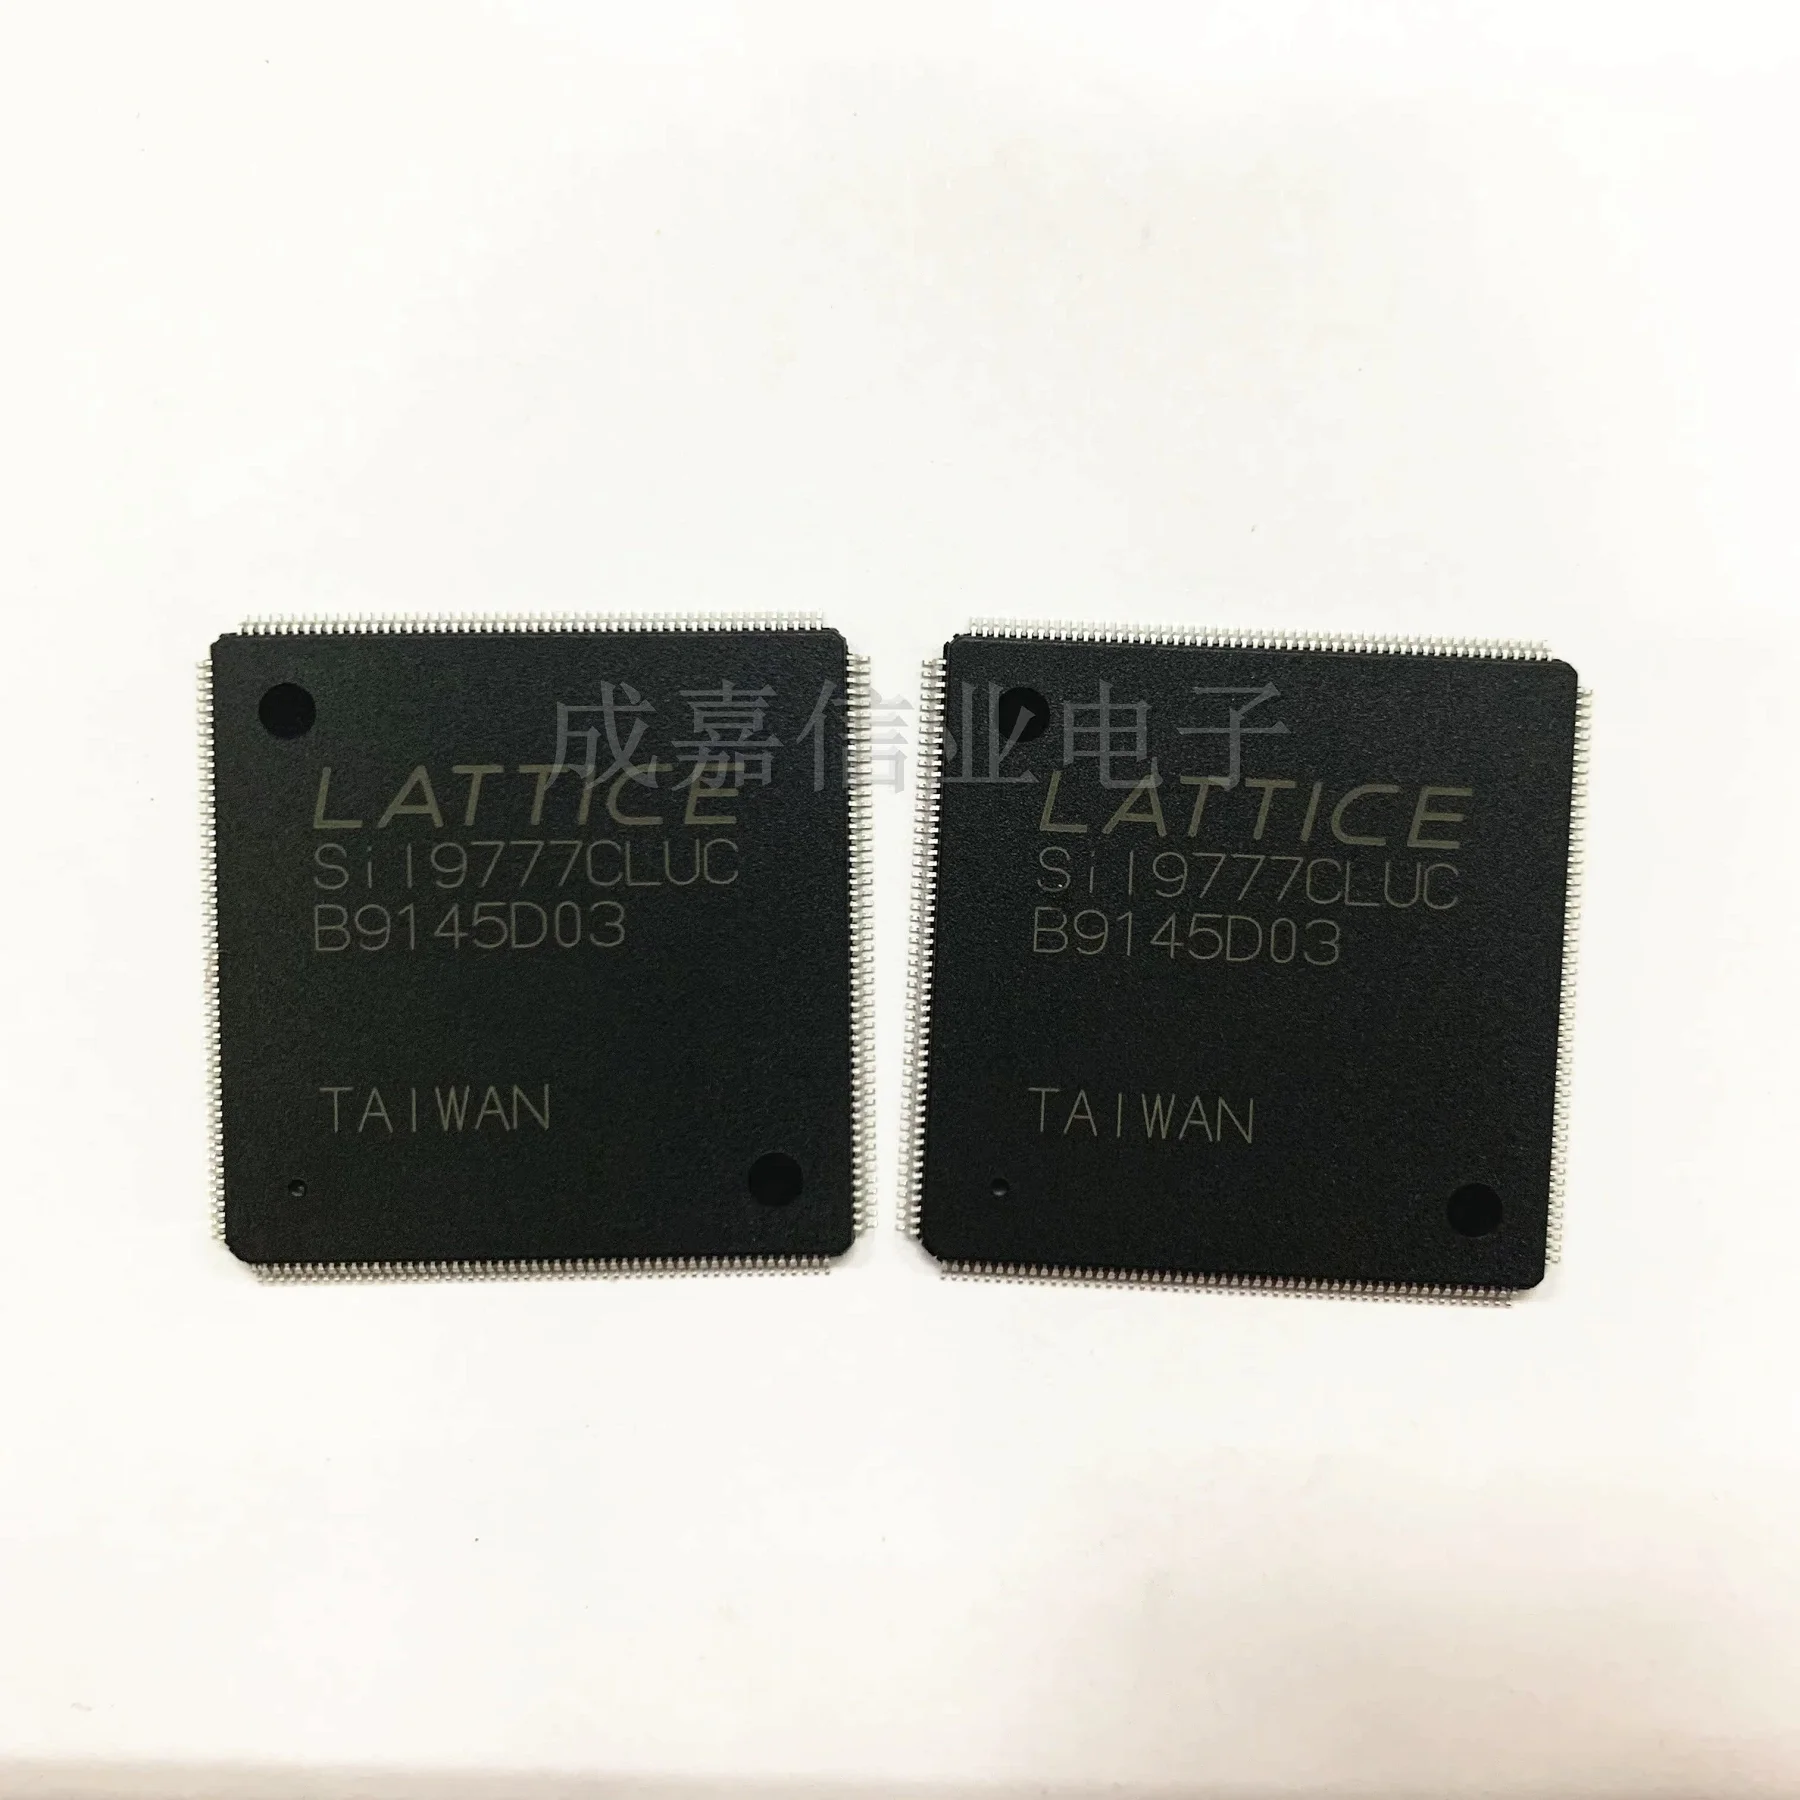 成嘉信业电子
LATTICE
SiI9777CLUC
B9145D03
TAIWAN
LATTICE
SiI9777CLUC
B9145D03
TAIWAN